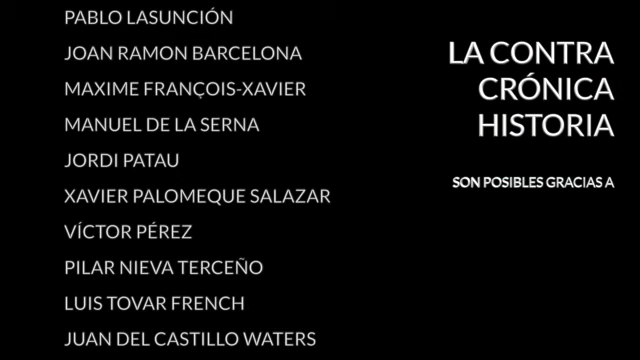 PABLO LASUNCIÓN
JOAN RAMON BARCELONA
MAXIME FRANÇOIS-XAVIER
MANUEL DE LA SERNA
JORDI PATAU
XAVIER PALOMEQUE SALAZAR
VÍCTOR PÉREZ
PILAR NIEVA TERCEÑO
LUIS TOVAR FRENCH
JUAN DEL CASTILLO WATERS
LA CONTRA
CRÓNICA
HISTORIA
SON POSIBLES GRACIAS A